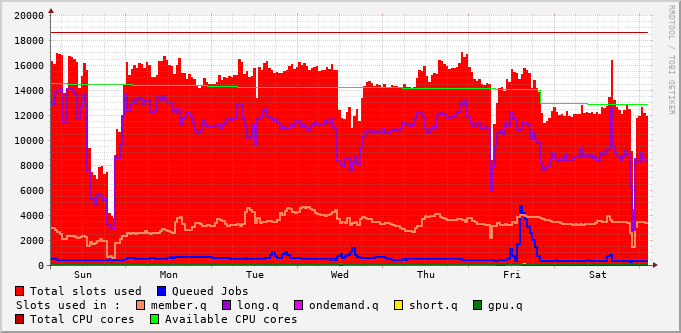 RRDTOOL / TOBI OETIKER
20000
18000
16000
14000
12000
10000
8000
6000
4000
2000
0
Sun Mon Tue Wed Thu Fri Sat
Total slots used Queued Jobs
Slots used in : member.q long.q ondemand.q short.q gpu.q
Total CPU cores Available CPU cores